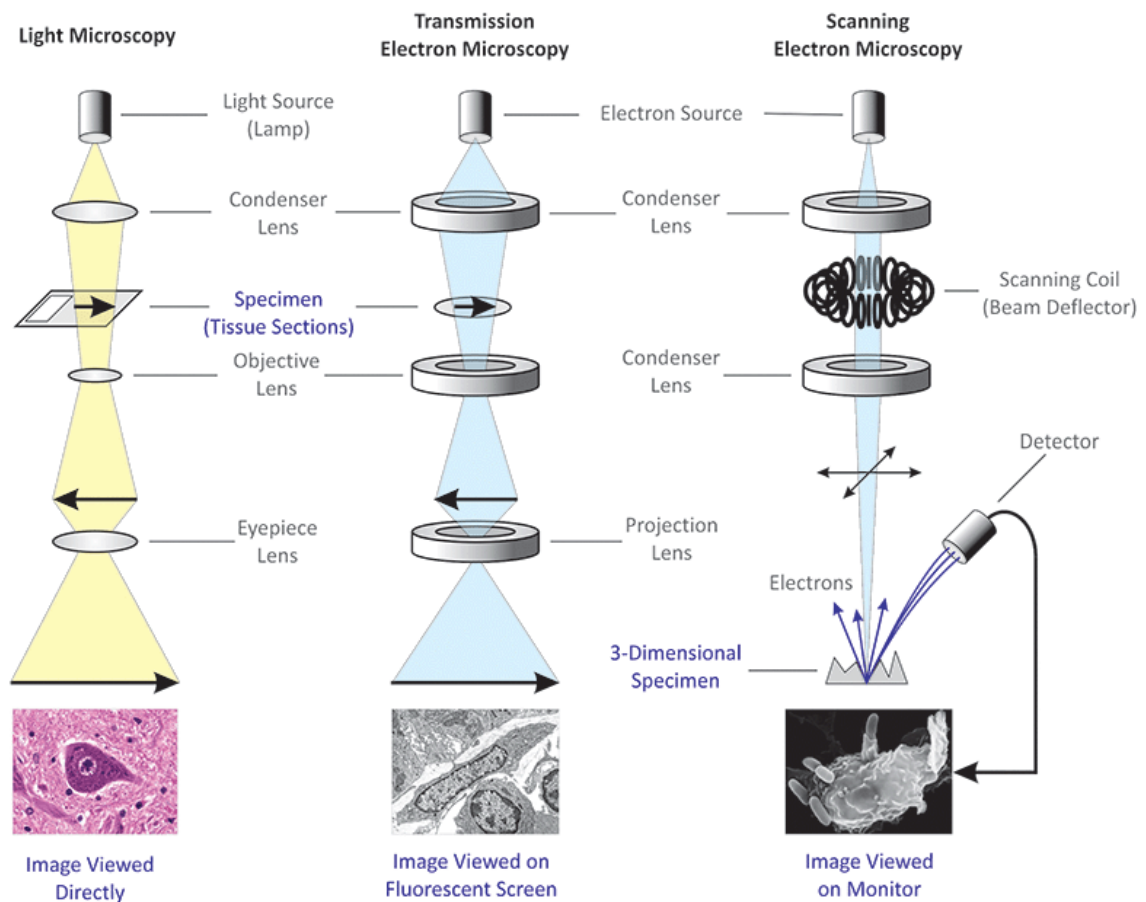 Light Microscopy
Transmission
Electron Microscopy
Scanning
Electron Microscopy
Light Source
(Lamp)
Electron Source
Condenser
Lens
Condenser
Lens
Specimen
(Tissue Sections)
Scanning Coil
(Beam Deflector)
Objective
Lens
Condenser
Lens
Detector
Eyepiece
Lens
Projection
Lens
Electrons
3-Dimensional
Specimen
Image Viewed
Directly
Image Viewed on
Fluorescent Screen
Image Viewed
on Monitor